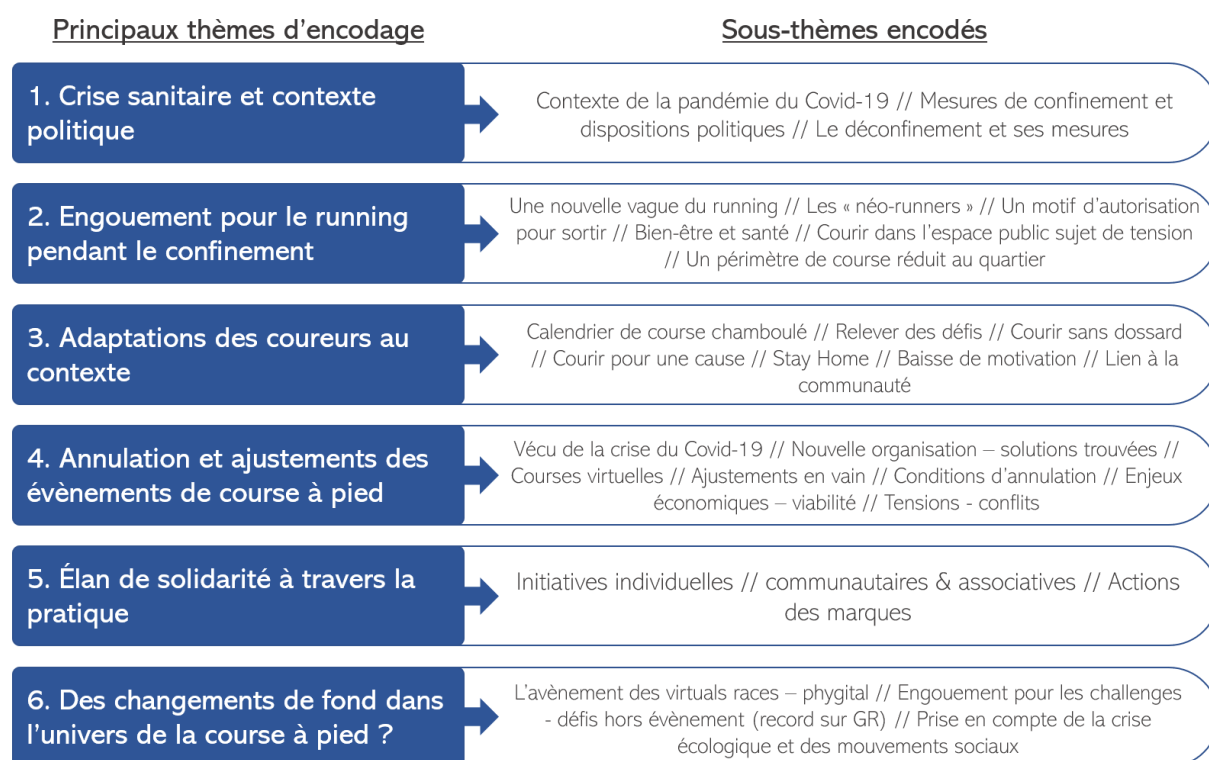 Principaux thèmes d'encodage
Sous-thèmes encodés
1. Crise sanitaire et contexte
politique
Contexte de la pandémie du Covid-19 // Mesures de confinement et
dispositions politiques // Le déconfinement et ses mesures
2. Engouement pour le running
pendant le confinement
Une nouvelle vague du running // Les « néo-runners » // Un motif d'autorisation
pour sortir // Bien-être et santé // Courir dans l'espace public sujet de tension
// Un périmètre de course réduit au quartier
3. Adaptations des coureurs au
contexte
Calendrier de course chamboulé // Relever des défis // Courir sans dossard
// Courir pour une cause // Stay Home // Baisse de motivation // Lien à la
communauté
4. Annulation et ajustements des
évènements de course à pied
Vécu de la crise du Covid-19 // Nouvelle organisation – solutions trouvées //
Courses virtuelles // Ajustements en vain // Conditions d'annulation // Enjeux
économiques – viabilité // Tensions - conflits
5. Élan de solidarité à travers la
pratique
Initiatives individuelles // communautaires & associatives // Actions
des marques
6. Des changements de fond dans
l'univers de la course à pied ?
L'avènement des virtuals races – phygital // Engouement pour les challenges
- défis hors évènement (record sur GR) // Prise en compte de la crise
écologique et des mouvements sociaux